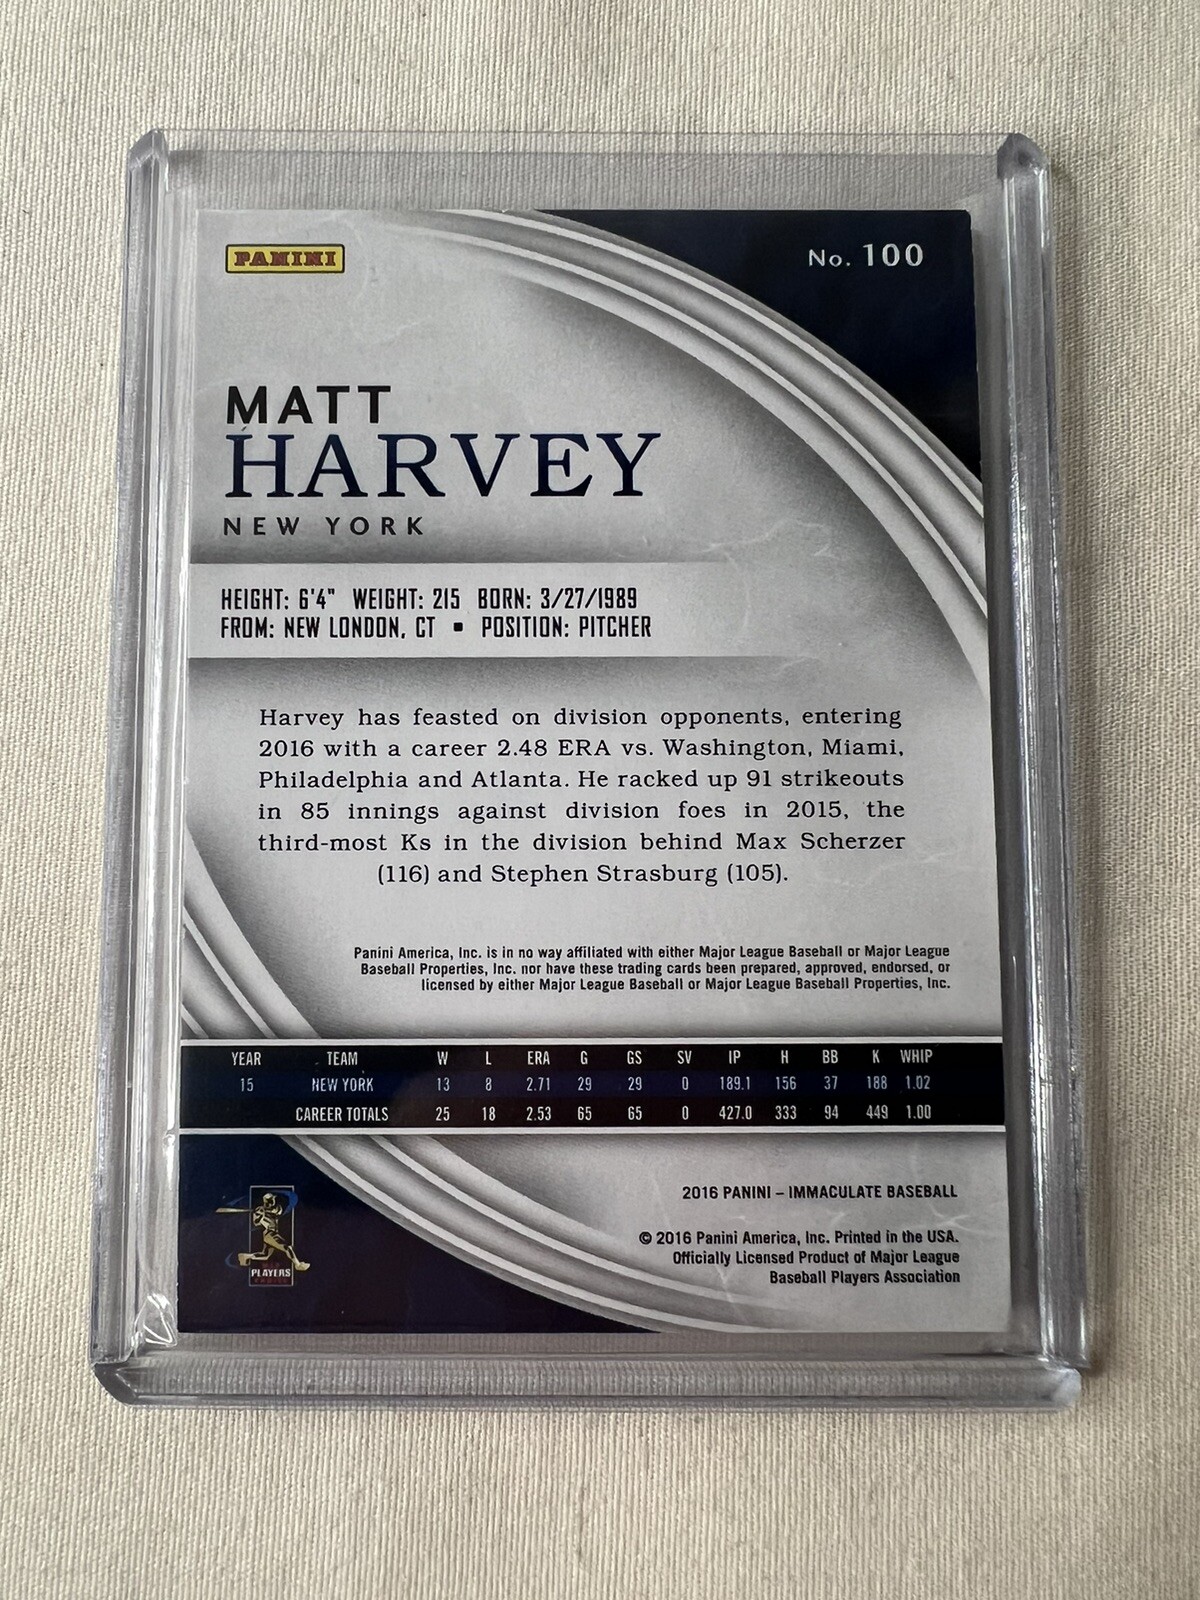 PANINI
No. 100
MATT
HARVEY
NEW YORK
HEIGHT: 6'4" WEIGHT: 215 BORN: 3/27/1989
FROM: NEW LONDON, CT ▪ POSITION: PITCHER
Harvey has feasted on division opponents, entering
2016 with a career 2.48 ERA vs. Washington, Miami,
Philadelphia and Atlanta. He racked up 91 strikeouts
in 85 innings against division foes in 2015, the
third-most Ks in the division behind Max Scherzer
(116) and Stephen Strasburg (105).
Panini America, Inc. is in no way affiliated with either Major League Baseball or Major League
Baseball Properties, Inc. nor have these trading cards been prepared, approved, endorsed, or
licensed by either Major League Baseball or Major League Baseball Properties, Inc.
YEAR TEAM W L ERA G GS SV IP H BB K WHIP
15 NEW YORK 13 8 2.71 29 29 0 189.1 156 37 188 1.02
CAREER TOTALS 25 18 2.53 65 65 0 427.0 333 94 449 1.00
2016 PANINI – IMMACULATE BASEBALL
© 2016 Panini America, Inc. Printed in the USA.
Officially Licensed Product of Major League
Baseball Players Association
PLAYERS